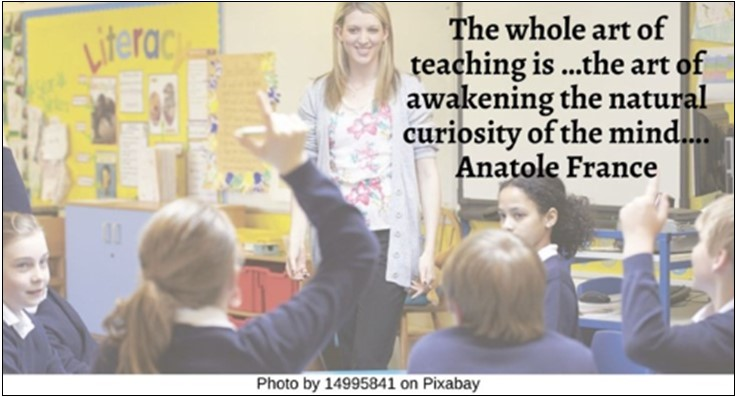 Literacy
The whole art of
teaching is ...the art of
awakening the natural
curiosity of the mind....
Anatole France
Photo by 14995841 on Pixabay